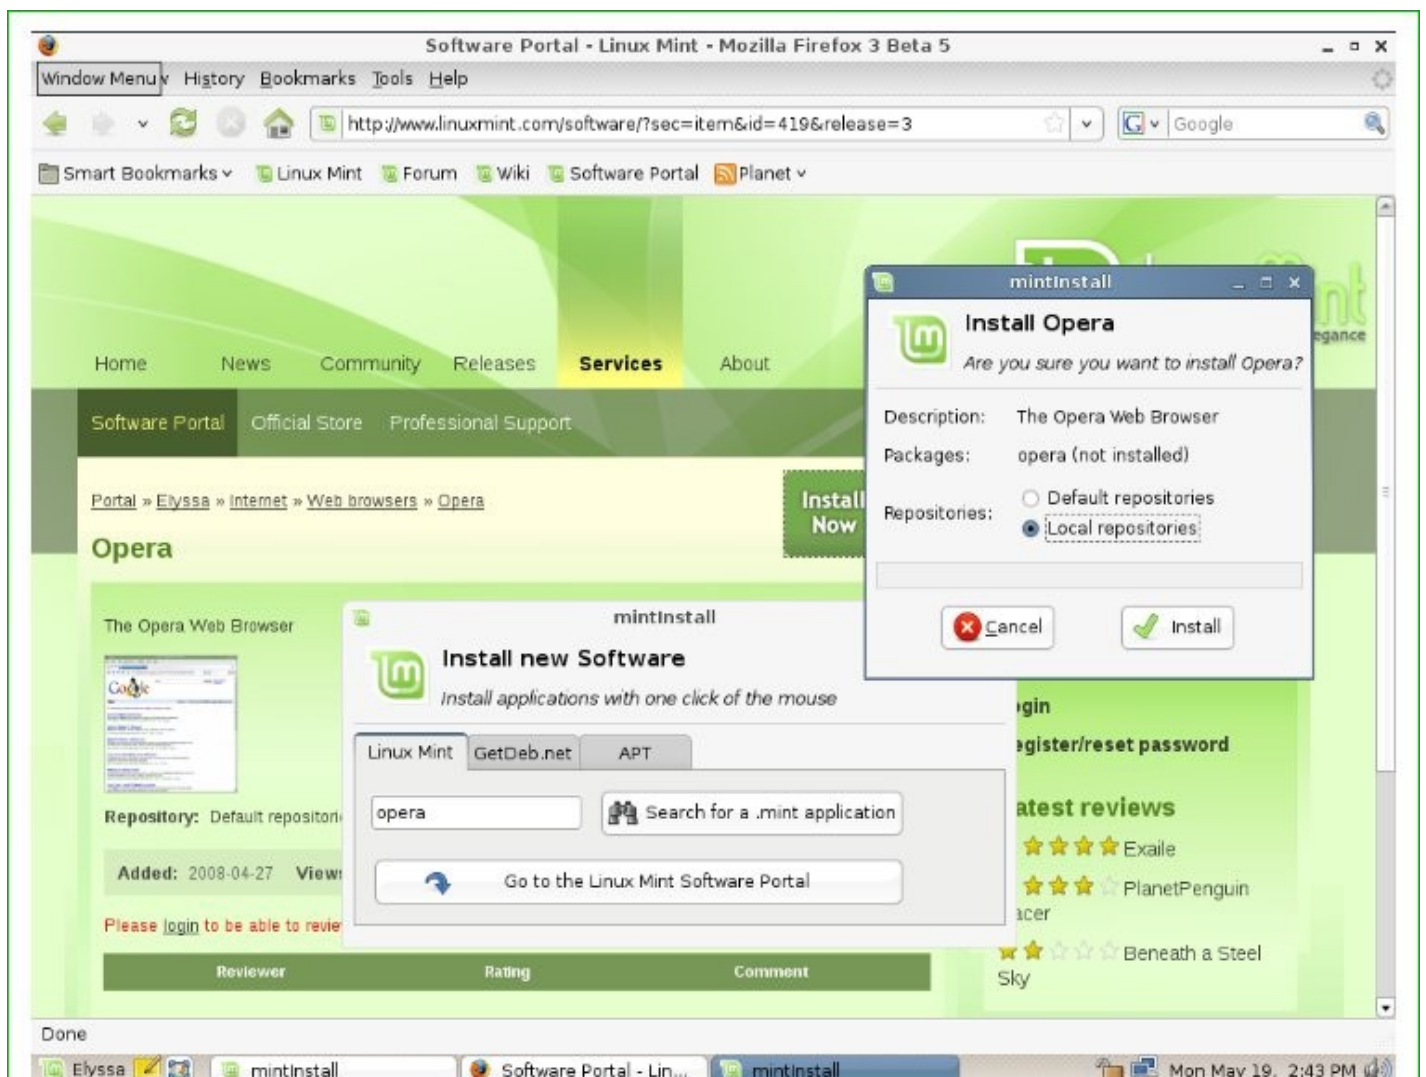 Software Portal - Linux Mint - Mozilla Firefox 3 Beta 5
Window Menu History Bookmarks Tools Help
http://www.linuxmint.com/software/?sec=item&id=419&release=3
G Google
Smart Bookmarks Linux Mint Forum Wiki Software Portal Planet
mintInstall
Install Opera
Are you sure you want to install Opera?
Description: The Opera Web Browser
Packages: opera (not installed)
Repositories:
Default repositories
Local repositories
Cancel Install
egance
Home News Community Releases Services About
Software Portal Official Store Professional Support
Portal » Elyssa » Internet » Web browsers » Opera
Install
Now
Opera
The Opera Web Browser
Google
Repository: Default repositori
Added: 2008-04-27 View
Please login to be able to revie
Reviewer Rating Comment
mintInstall
Install new Software
Install applications with one click of the mouse
Linux Mint GetDeb.net APT
opera
Search for a .mint application
Go to the Linux Mint Software Portal
gin
egister/reset password
atest reviews
Exaile
PlanetPenguin
acer
Beneath a Steel
Sky
Done
Elyssa mintInstall Software Portal - Lin... mintInstall Mon May 19, 2:43 PM